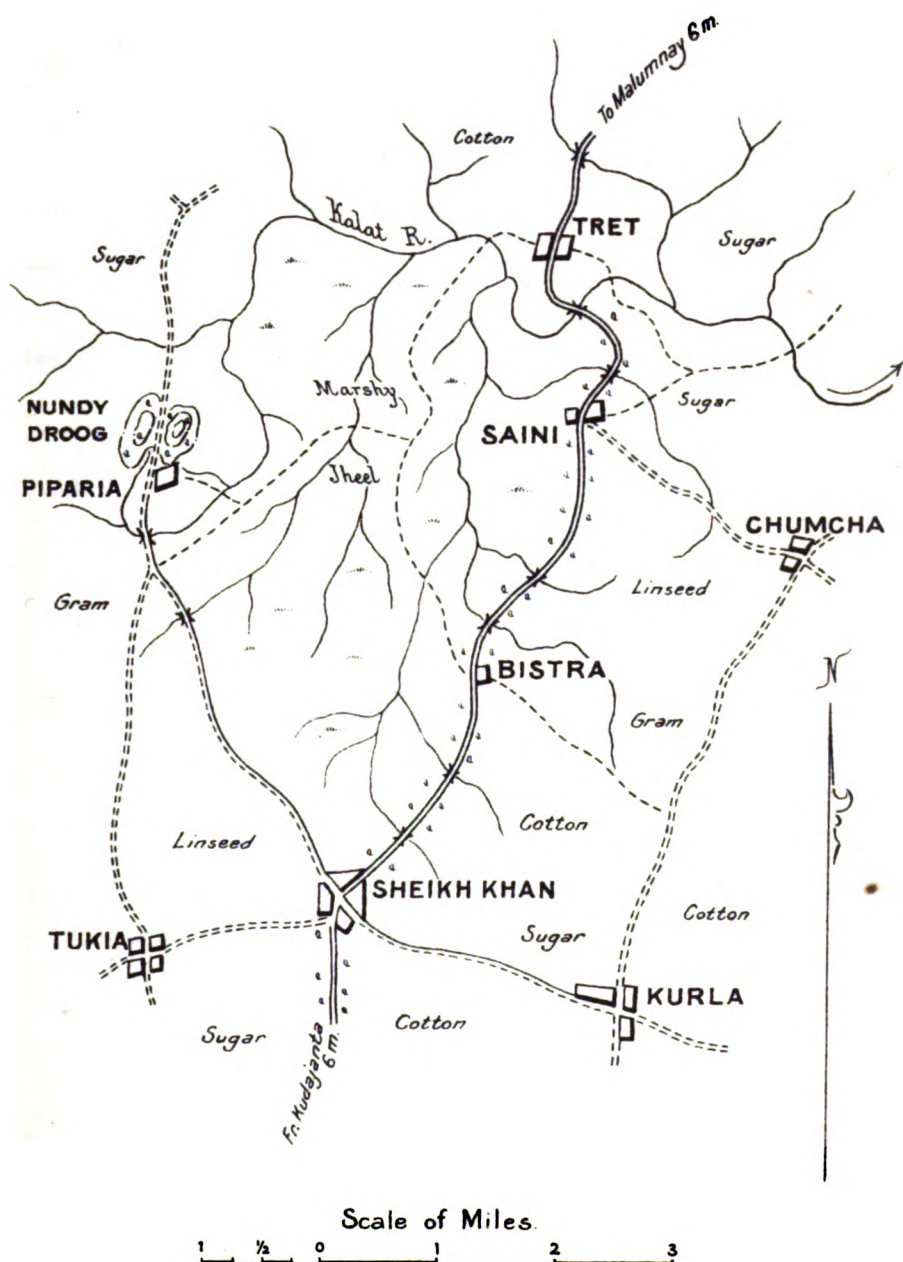 To Malumnay 6 m.
Cotton
Kalat R.
TRET
Sugar
Sugar
Marshy
Sugar
NUNDY
DROOG
SAINI
Jheel
PIPARIA
CHUMCHA
Gram
Linseed
N
BISTRA
Gram
Linseed
Cotton
SHEIKH KHAN
Cotton
TUKIA
Sugar
KURLA
Sugar
Cotton
Fr. Kudajanta
6 m.
Scale of Miles.
1 ½ 0 1 2 3